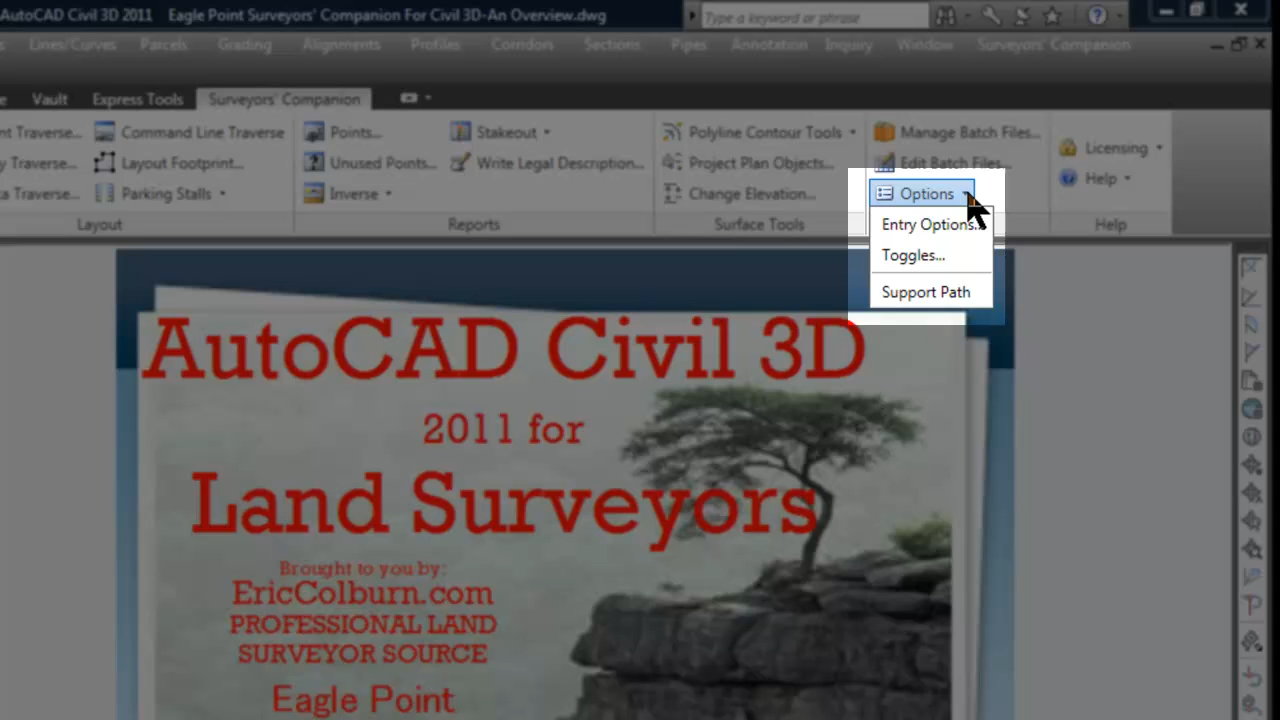 AutoCAD Civil 3D 2011 Eagle Point Surveyors' Companion For Civil 3D-An Overview.dwg
Type a keyword or phrase
Lines/Curves Parcels Grading Alignments Profiles Corridors Sections Pipes Annotation Inquiry Window Surveyors' Companion
Vault Express Tools Surveyors' Companion
nt Traverse... Command Line Traverse Points... Stakeout Polyline Contour Tools Manage Batch Files... Licensing
y Traverse... Layout Footprint... Unused Points... Write Legal Description... Project Plan Objects... Edit Batch Files... Help
ta Traverse... Parking Stalls Inverse Change Elevation... Options
Layout Reports Surface Tools Help
Entry Options...
Toggles...
Support Path
AutoCAD Civil 3D
2011 for
Land Surveyors
Brought to you by:
EricColburn.com
PROFESSIONAL LAND
SURVEYOR SOURCE
Eagle Point